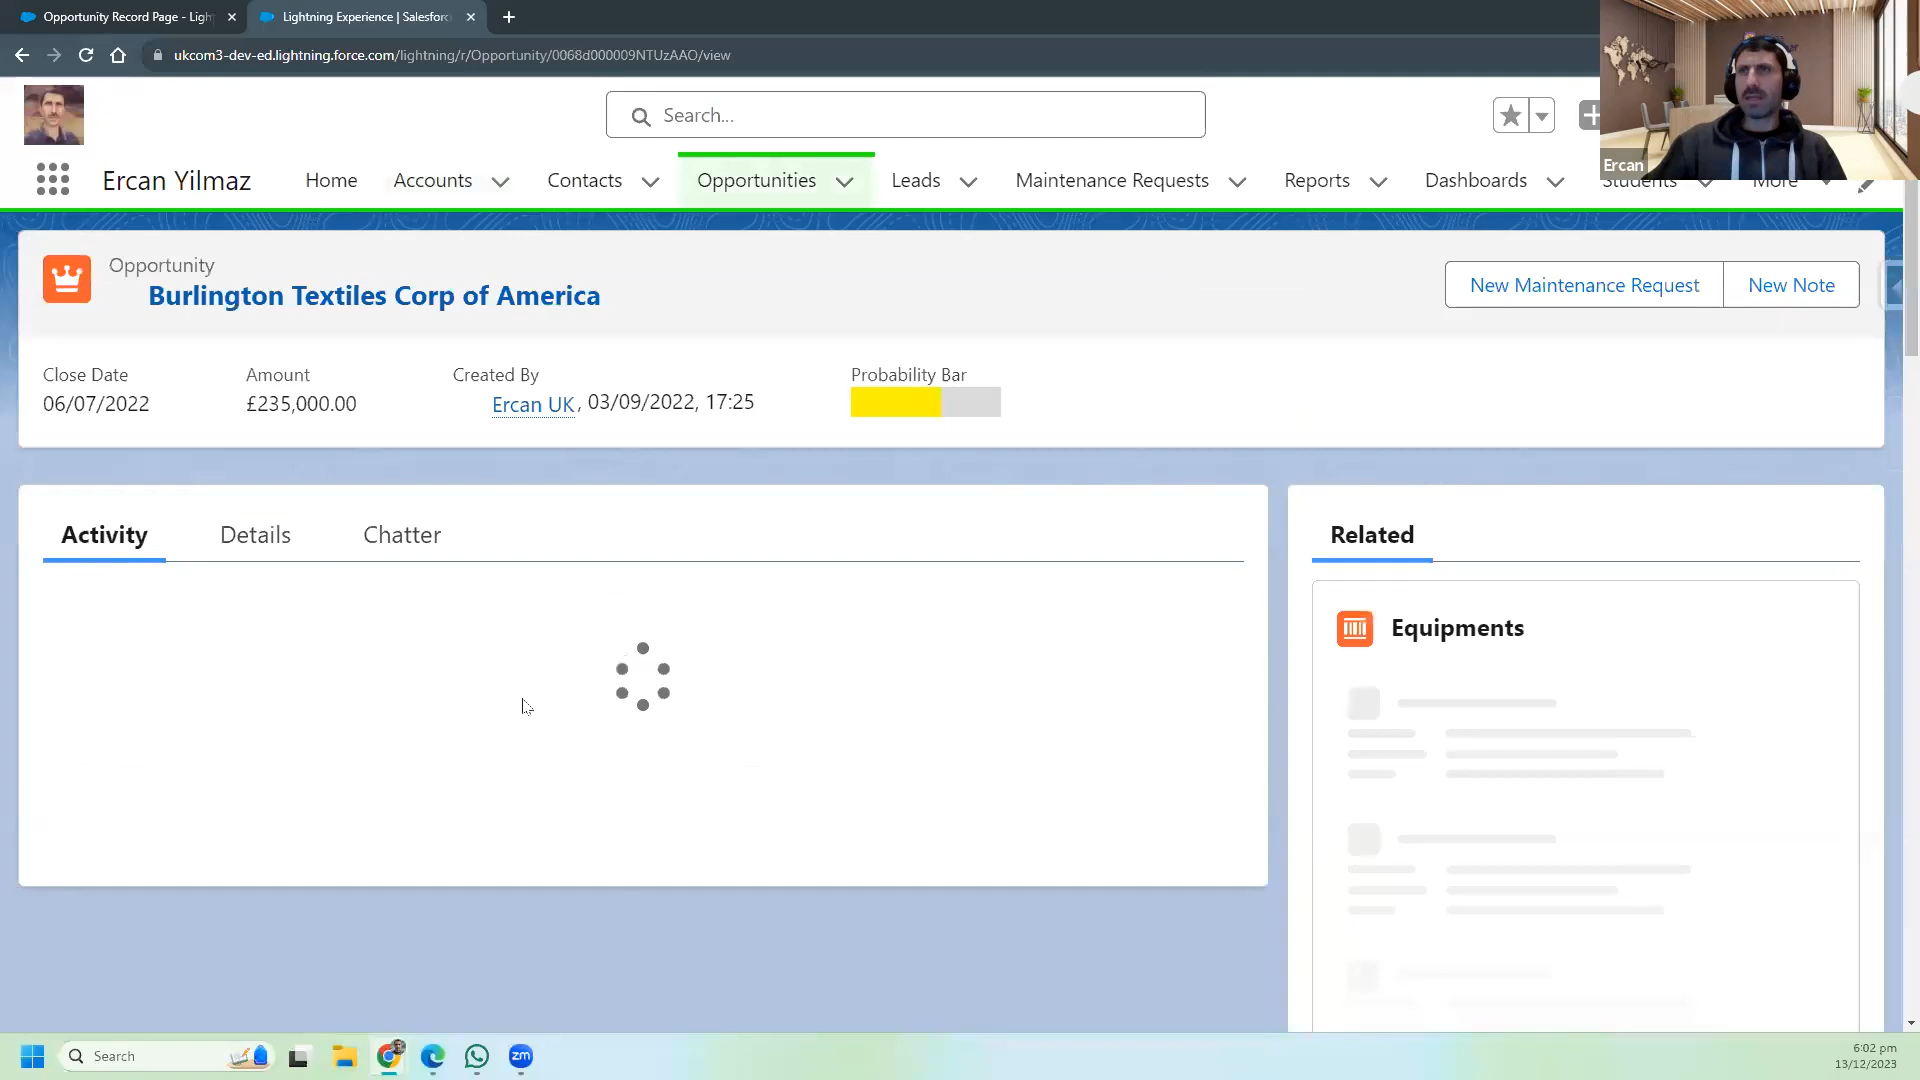 Opportunity Record Page - Ligh
Lightning Experience | Salesforc
ukcom3-dev-ed.lightning.force.com/lightning/r/Opportunity/0068d000009NTUzAAO/view
Search...
Ercan
Ercan Yilmaz
Home
Accounts
Contacts
Opportunities
Leads
Maintenance Requests
Reports
Dashboards
Students
More
Opportunity
Burlington Textiles Corp of America
New Maintenance Request
New Note
Close Date
Amount
Created By
Probability Bar
06/07/2022
£235,000.00
Ercan UK, 03/09/2022, 17:25
Activity
Details
Chatter
Related
Equipments
Search
zm
6:02 pm
13/12/2023